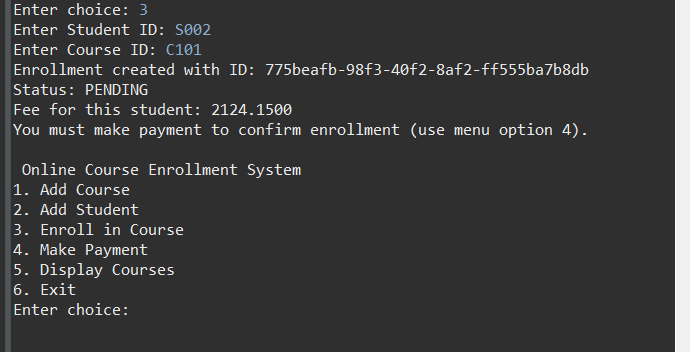 Enter choice: 3
Enter Student ID: S002
Enter Course ID: C101
Enrollment created with ID: 775beafb-98f3-40f2-8af2-ff555ba7b8db
Status: PENDING
Fee for this student: 2124.1500
You must make payment to confirm enrollment (use menu option 4).

 Online Course Enrollment System
1. Add Course
2. Add Student
3. Enroll in Course
4. Make Payment
5. Display Courses
6. Exit
Enter choice: